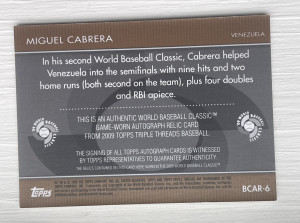 MIGUEL CABRERA
VENEZUELA
In his second World Baseball Classic, Cabrera helped
Venezuela into the semifinals with nine hits and two
home runs (both second on the team), plus four doubles
and RBI apiece.
THIS IS AN AUTHENTIC WORLD BASEBALL CLASSIC™
GAME-WORN AUTOGRAPH RELIC CARD
FROM 2009 TOPPS TRIPLE THREADS BASEBALL.
THE SIGNING OF ALL TOPPS AUTOGRAPH CARDS IS WITNESSED
BY TOPPS REPRESENTATIVES TO GUARANTEE AUTHENTICITY.
Topps
BCAR-6